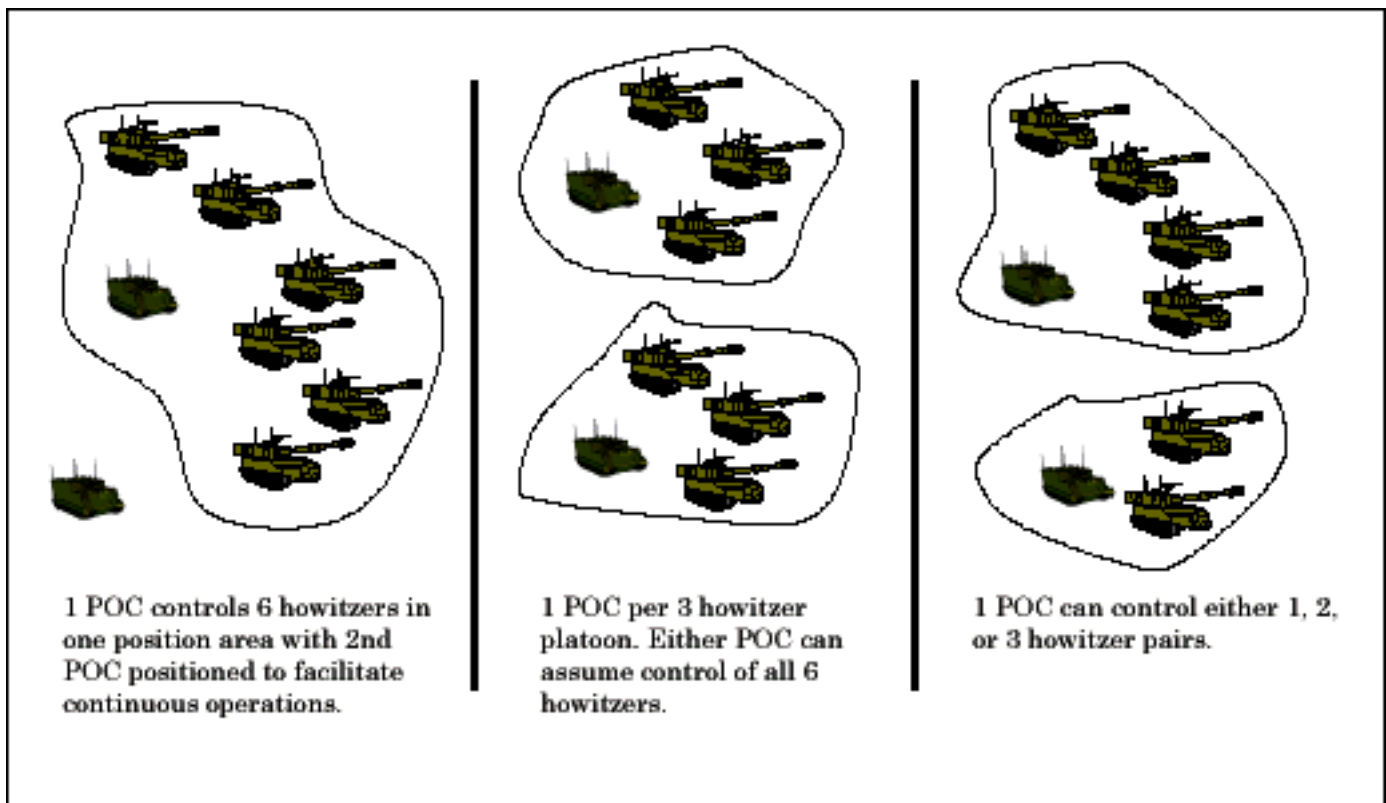 1 POC controls 6 howitzers in
one position area with 2nd
POC positioned to facilitate
continuous operations.
1 POC per 3 howitzer
platoon. Either POC can
assume control of all 6
howitzers.
1 POC can control either 1, 2,
or 3 howitzer pairs.